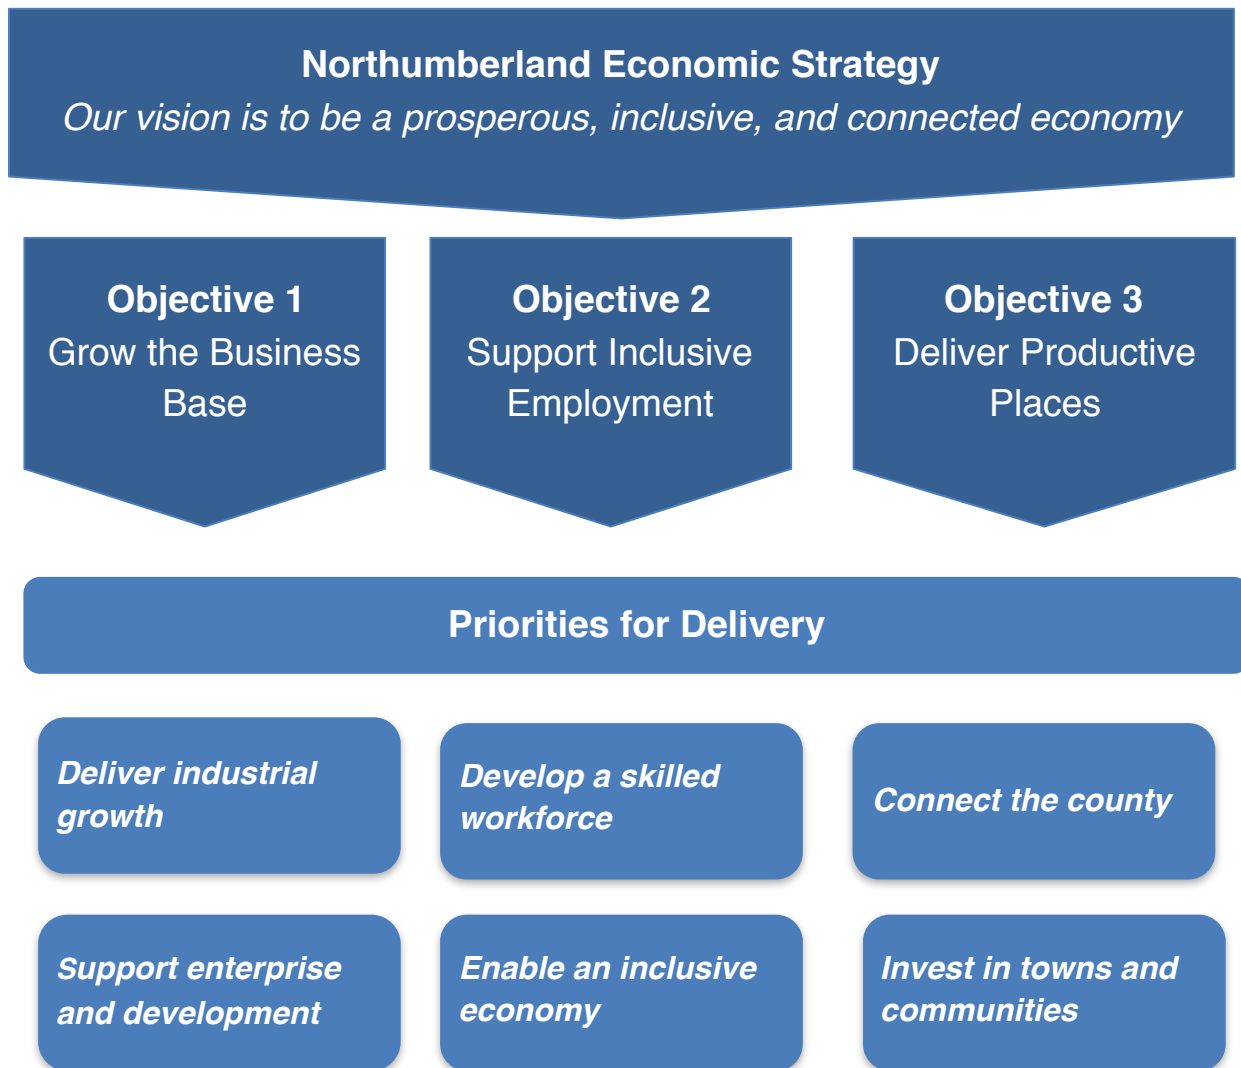 Northumberland Economic Strategy
Our vision is to be a prosperous, inclusive, and connected economy
Objective 1
Grow the Business
Base
Objective 2
Support Inclusive
Employment
Objective 3
Deliver Productive
Places
Priorities for Delivery
Deliver industrial
growth
Develop a skilled
workforce
Connect the county
Support enterprise
and development
Enable an inclusive
economy
Invest in towns and
communities